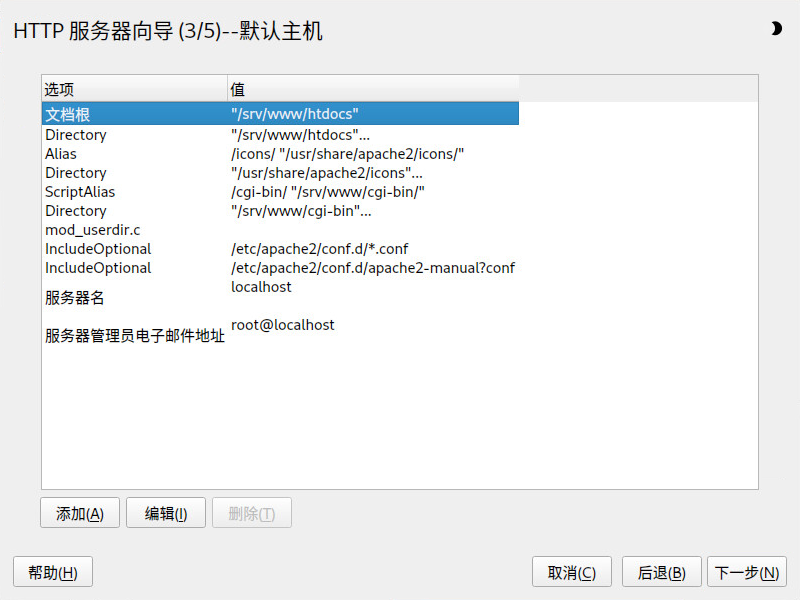 HTTP 服务器向导 (3/5)--默认主机
选项 值
文档根 "/srv/www/htdocs"
Directory "/srv/www/htdocs"...
Alias /icons/ "/usr/share/apache2/icons/"
Directory "/usr/share/apache2/icons"...
ScriptAlias /cgi-bin/ "/srv/www/cgi-bin/"
Directory "/srv/www/cgi-bin"...
mod_userdir.c
IncludeOptional /etc/apache2/conf.d/*.conf
IncludeOptional /etc/apache2/conf.d/apache2-manual?conf
服务器名 localhost
服务器管理员电子邮件地址 root@localhost
添加(A) 编辑(I) 删除(T)
帮助(H) 取消(C) 后退(B) 下一步(N)